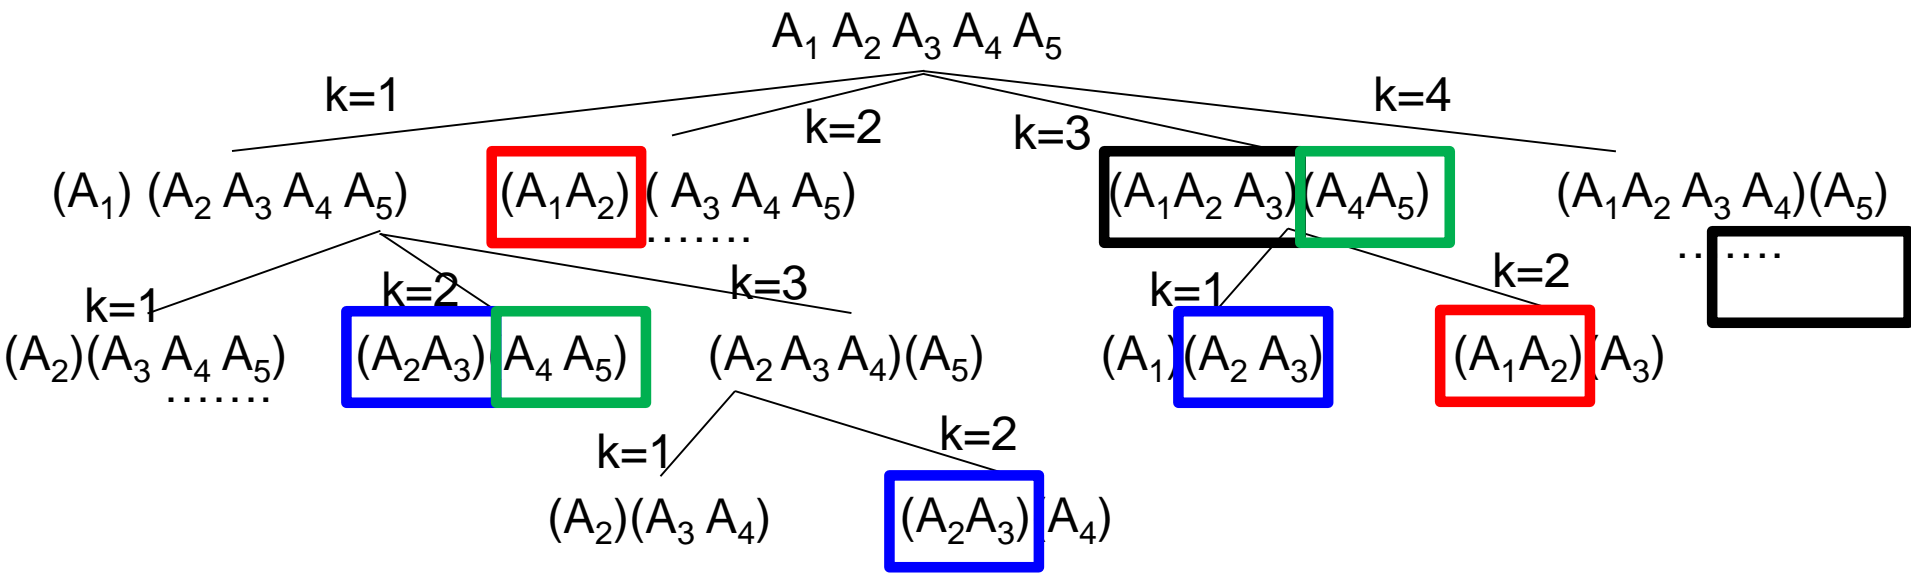 A₁ A₂ A₃ A₄ A₅
k=1 k=2 k=3 k=4
(A₁) (A₂ A₃ A₄ A₅) (A₁A₂) ( A₃ A₄ A₅) (A₁A₂ A₃)(A₄A₅) (A₁A₂ A₃ A₄)(A₅)
....... .......
k=1 k=2 k=3 k=1 k=2
(A₂)(A₃ A₄ A₅) (A₂A₃)(A₄ A₅) (A₂ A₃ A₄)(A₅) (A₁)(A₂ A₃) (A₁A₂)(A₃)
.......
k=1 k=2
(A₂)(A₃ A₄) (A₂A₃)(A₄)